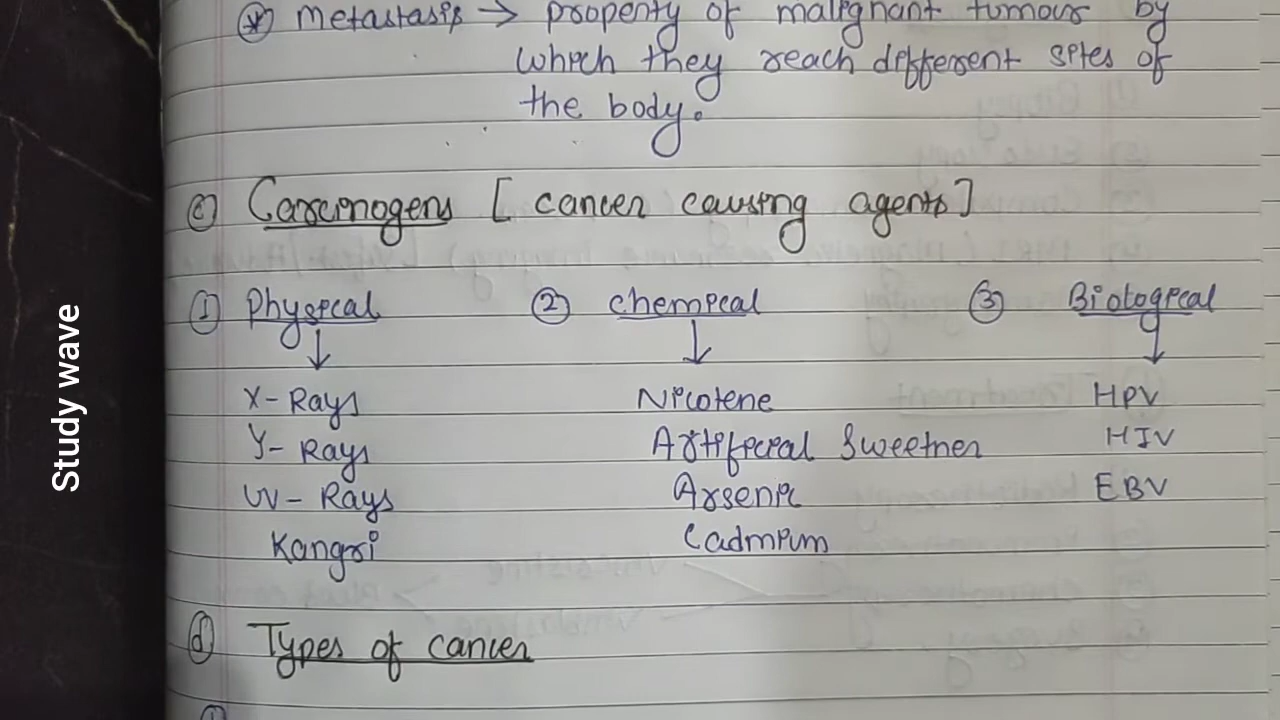 * Metastasis → property of malignant tumour by
which they reach different sites of
the body.
c) Carcinogens [cancer causing agents]
① Physical ② chemical ③ Biological
↓ ↓ ↓
X-Rays Nicotene HPV
Y-Rays Artificial Sweetner HIV
UV-Rays Arsenic EBV
Kangri Cadmium
d) Types of cancer
Study wave